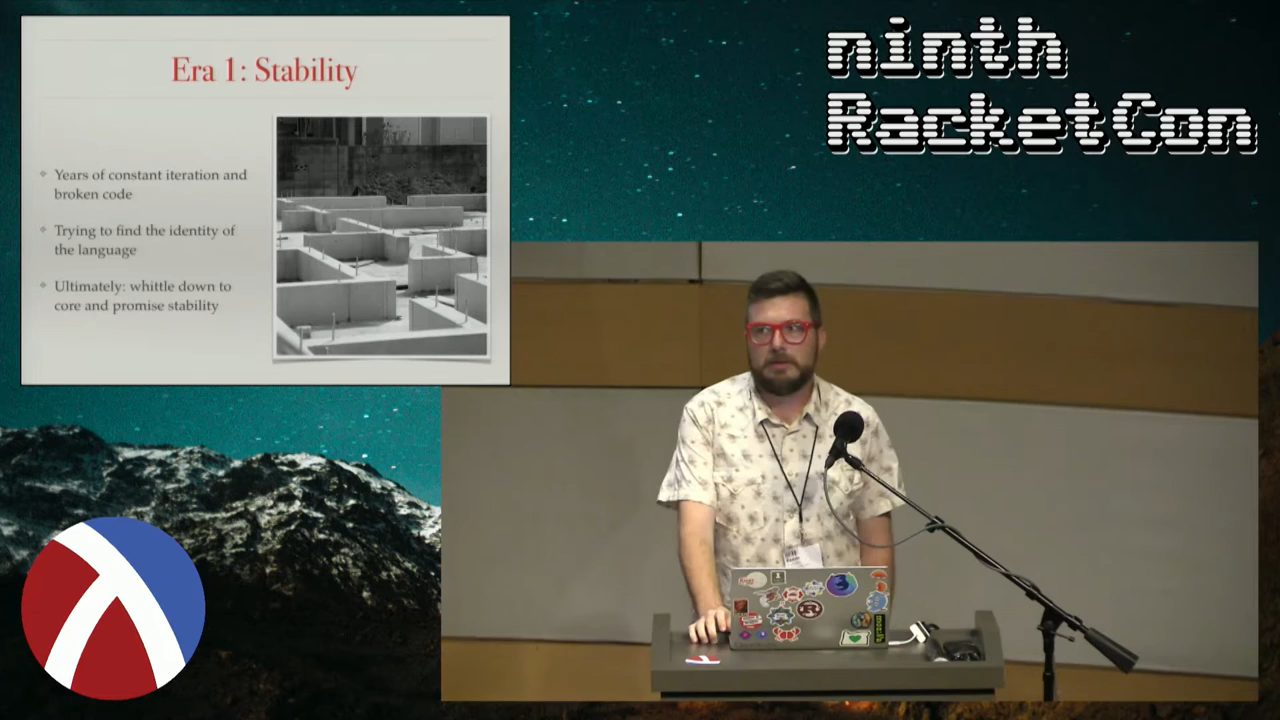 Era 1: Stability
Years of constant iteration and
broken code
Trying to find the identity of
the language
Ultimately: whittle down to
core and promise stability
ninth
RacketCon